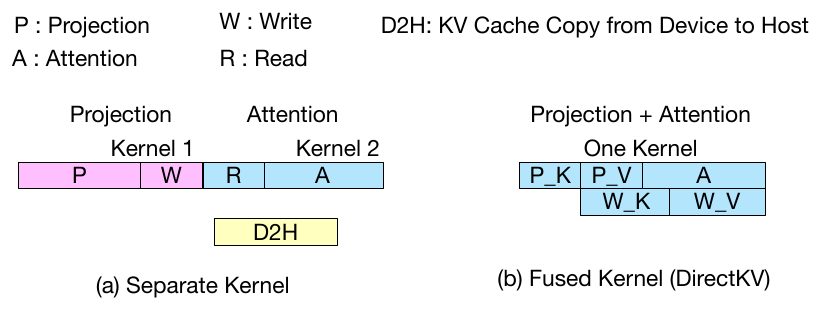 P : Projection W : Write D2H: KV Cache Copy from Device to Host
A : Attention R : Read
Projection Attention
Kernel 1 Kernel 2
P W R A
D2H
(a) Separate Kernel
Projection + Attention
One Kernel
P_K P_V A
W_K W_V
(b) Fused Kernel (DirectKV)